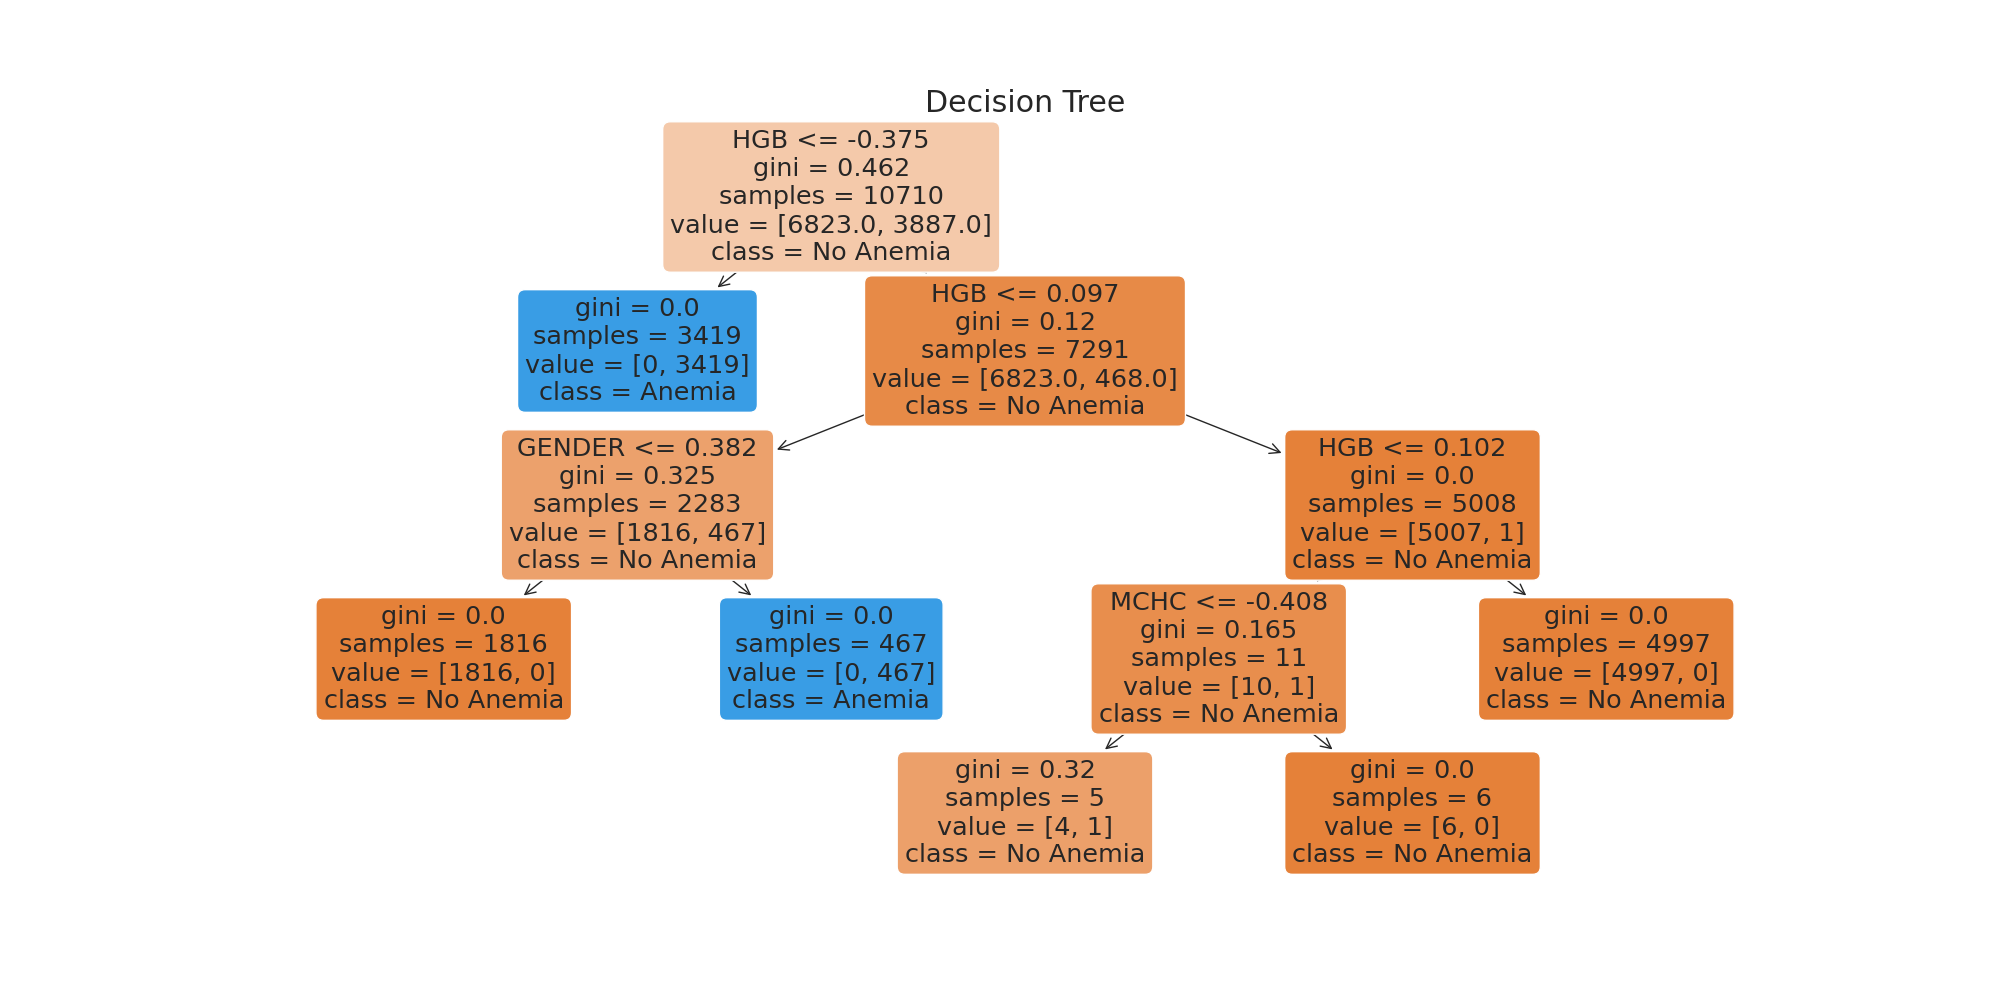 Decision Tree
HGB <= -0.375
gini = 0.462
samples = 10710
value = [6823.0, 3887.0]
class = No Anemia
gini = 0.0
samples = 3419
value = [0, 3419]
class = Anemia
HGB <= 0.097
gini = 0.12
samples = 7291
value = [6823.0, 468.0]
class = No Anemia
GENDER <= 0.382
gini = 0.325
samples = 2283
value = [1816, 467]
class = No Anemia
HGB <= 0.102
gini = 0.0
samples = 5008
value = [5007, 1]
class = No Anemia
gini = 0.0
samples = 1816
value = [1816, 0]
class = No Anemia
gini = 0.0
samples = 467
value = [0, 467]
class = Anemia
MCHC <= -0.408
gini = 0.165
samples = 11
value = [10, 1]
class = No Anemia
gini = 0.0
samples = 4997
value = [4997, 0]
class = No Anemia
gini = 0.32
samples = 5
value = [4, 1]
class = No Anemia
gini = 0.0
samples = 6
value = [6, 0]
class = No Anemia